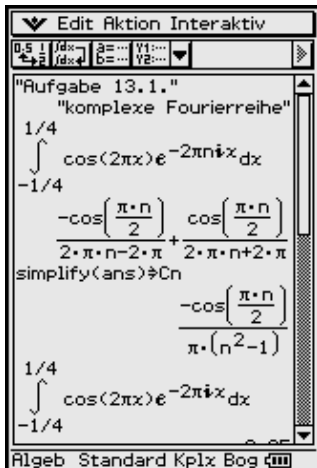 Edit Aktion Interaktiv
"Aufgabe 13.1."
"komplexe Fourierreihe"
1/4
∫ cos(2πx)e^-2πn𝒊x dx
-1/4
-cos(π·n/2)/(2·π·n-2·π) + cos(π·n/2)/(2·π·n+2·π)
simplify(ans)⇒Cn
-cos(π·n/2)/(π·(n²-1))
1/4
∫ cos(2πx)e^-2π𝒊x dx
-1/4
Algeb Standard Kplx Bog